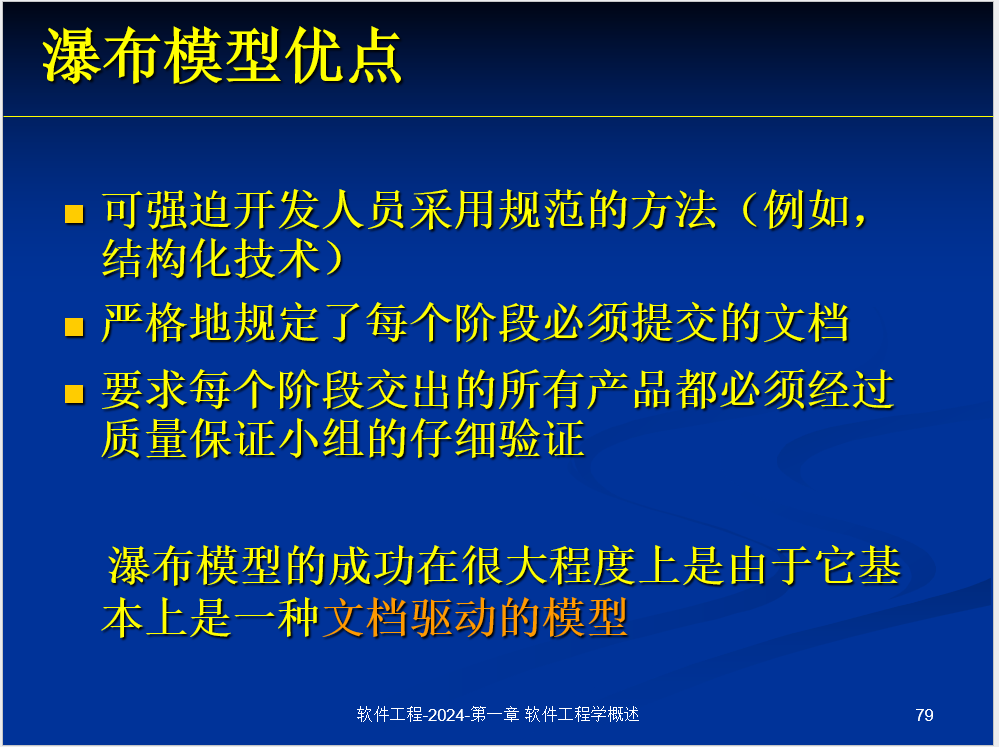 瀑布模型优点
可强迫开发人员采用规范的方法（例如，
结构化技术）
严格地规定了每个阶段必须提交的文档
要求每个阶段交出的所有产品都必须经过
质量保证小组的仔细验证
瀑布模型的成功在很大程度上是由于它基
本上是一种文档驱动的模型
软件工程-2024-第一章 软件工程学概述
79